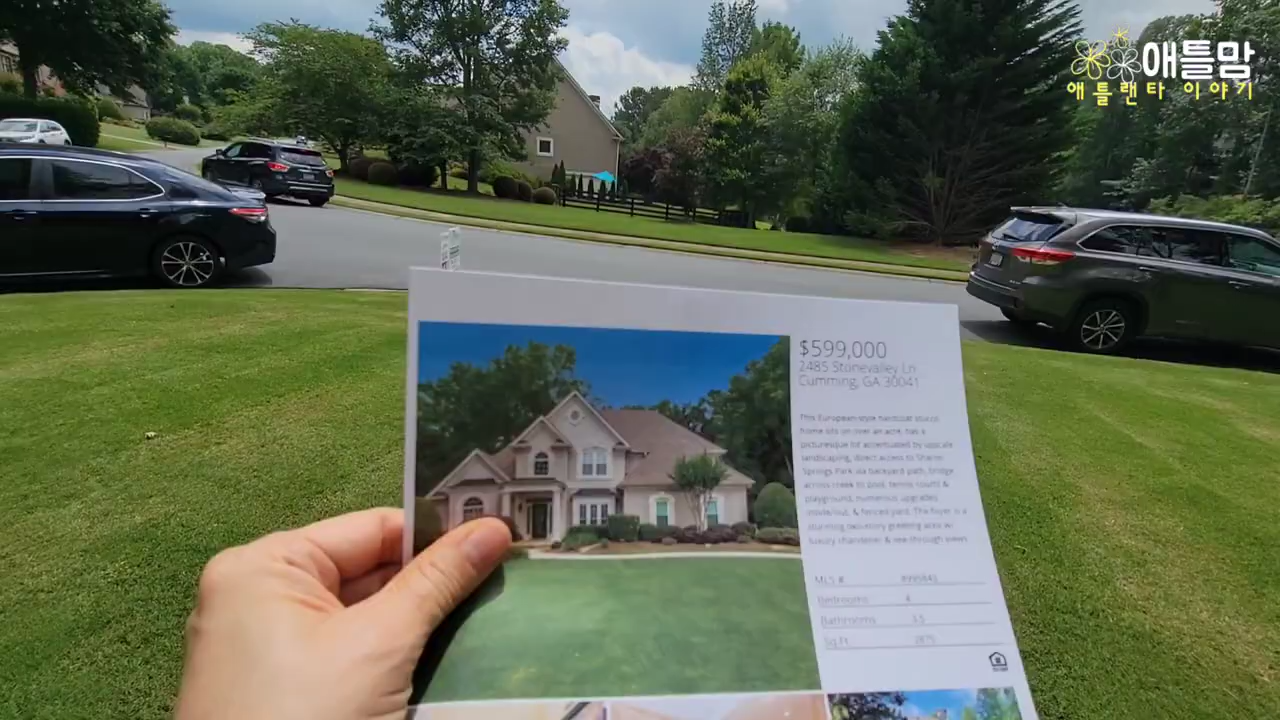 애틀맘
애틀랜타 이야기
$599,000
2485 Stonevalley Ln
Cumming, GA 30041
This European-style hardcoat stucco
home sits on over an acre, has a
picturesque lot accentuated by upscale
landscaping, direct access to Sharon
Springs Park via backyard path, bridge
across creek to pool, tennis courts &
playground, numerous upgrades
inside/out, & fenced yard. The foyer is a
stunning two-story greeting area w/
luxury chandelier & see-through views
MLS #
Bedrooms 4
Bathrooms 3.5
Sq.Ft.